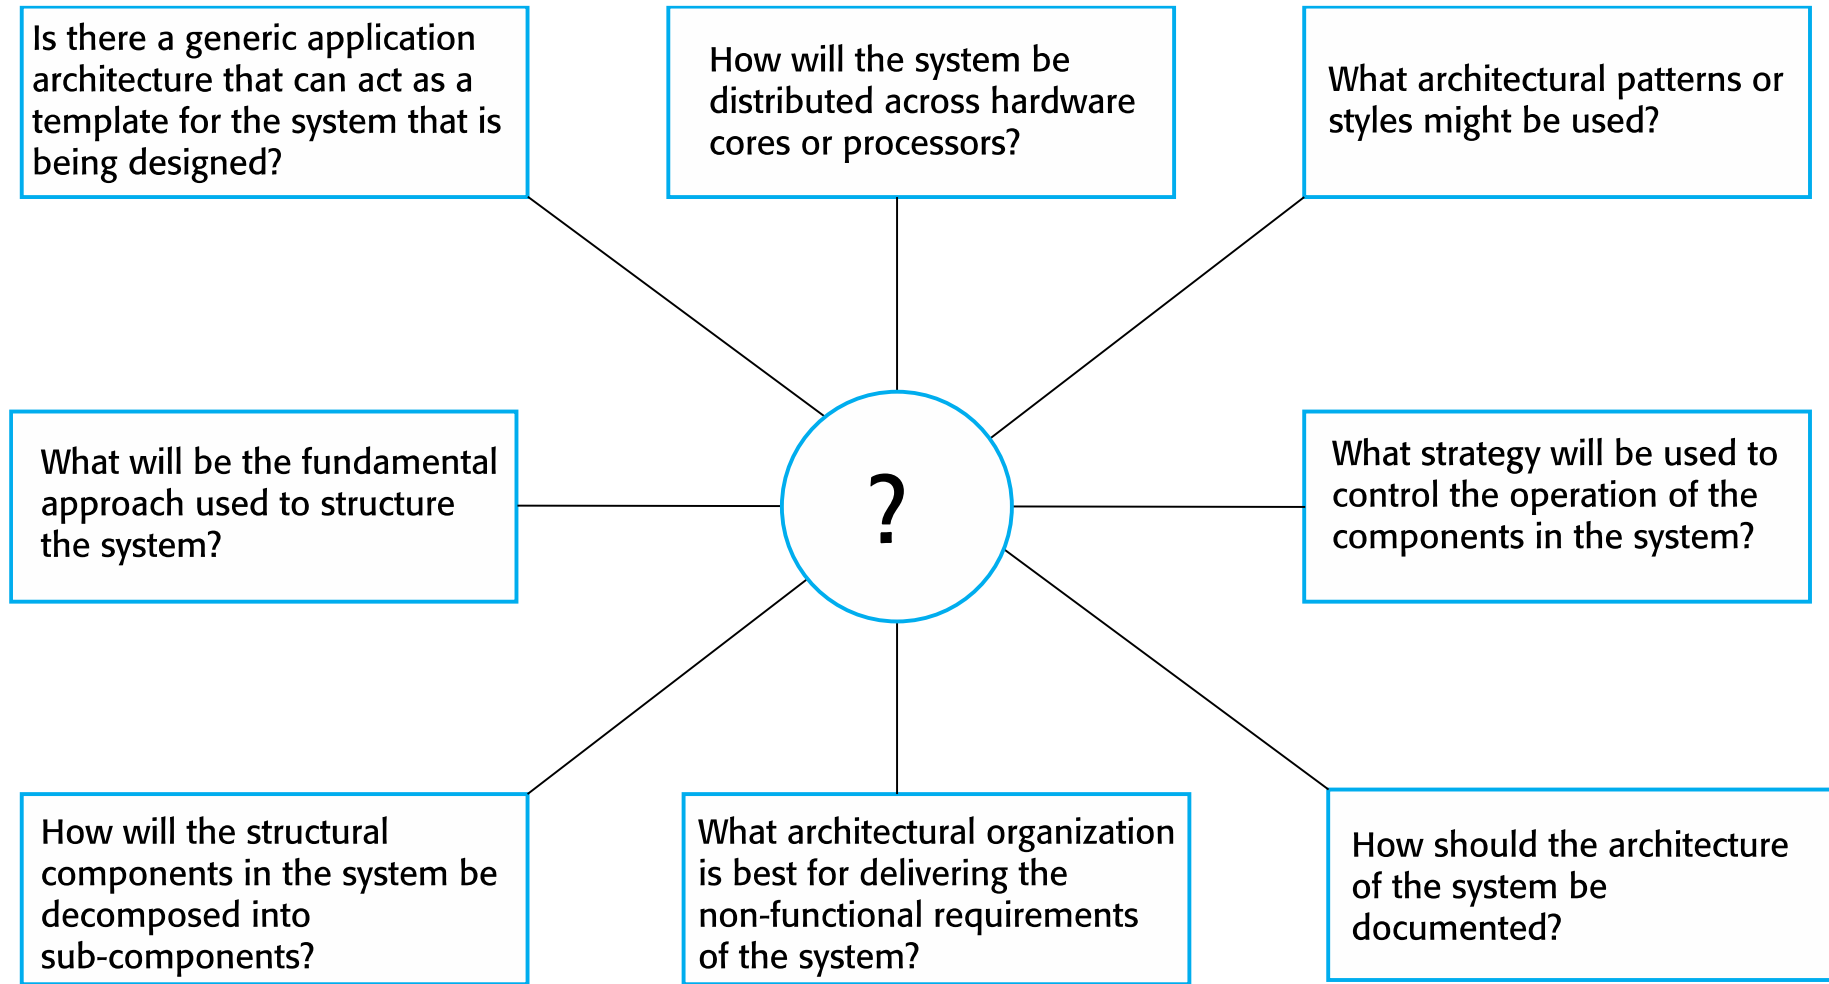 Is there a generic application
architecture that can act as a
template for the system that is
being designed?
How will the system be
distributed across hardware
cores or processors?
What architectural patterns or
styles might be used?
What will be the fundamental
approach used to structure
the system?
?
What strategy will be used to
control the operation of the
components in the system?
How will the structural
components in the system be
decomposed into
sub-components?
What architectural organization
is best for delivering the
non-functional requirements
of the system?
How should the architecture
of the system be
documented?